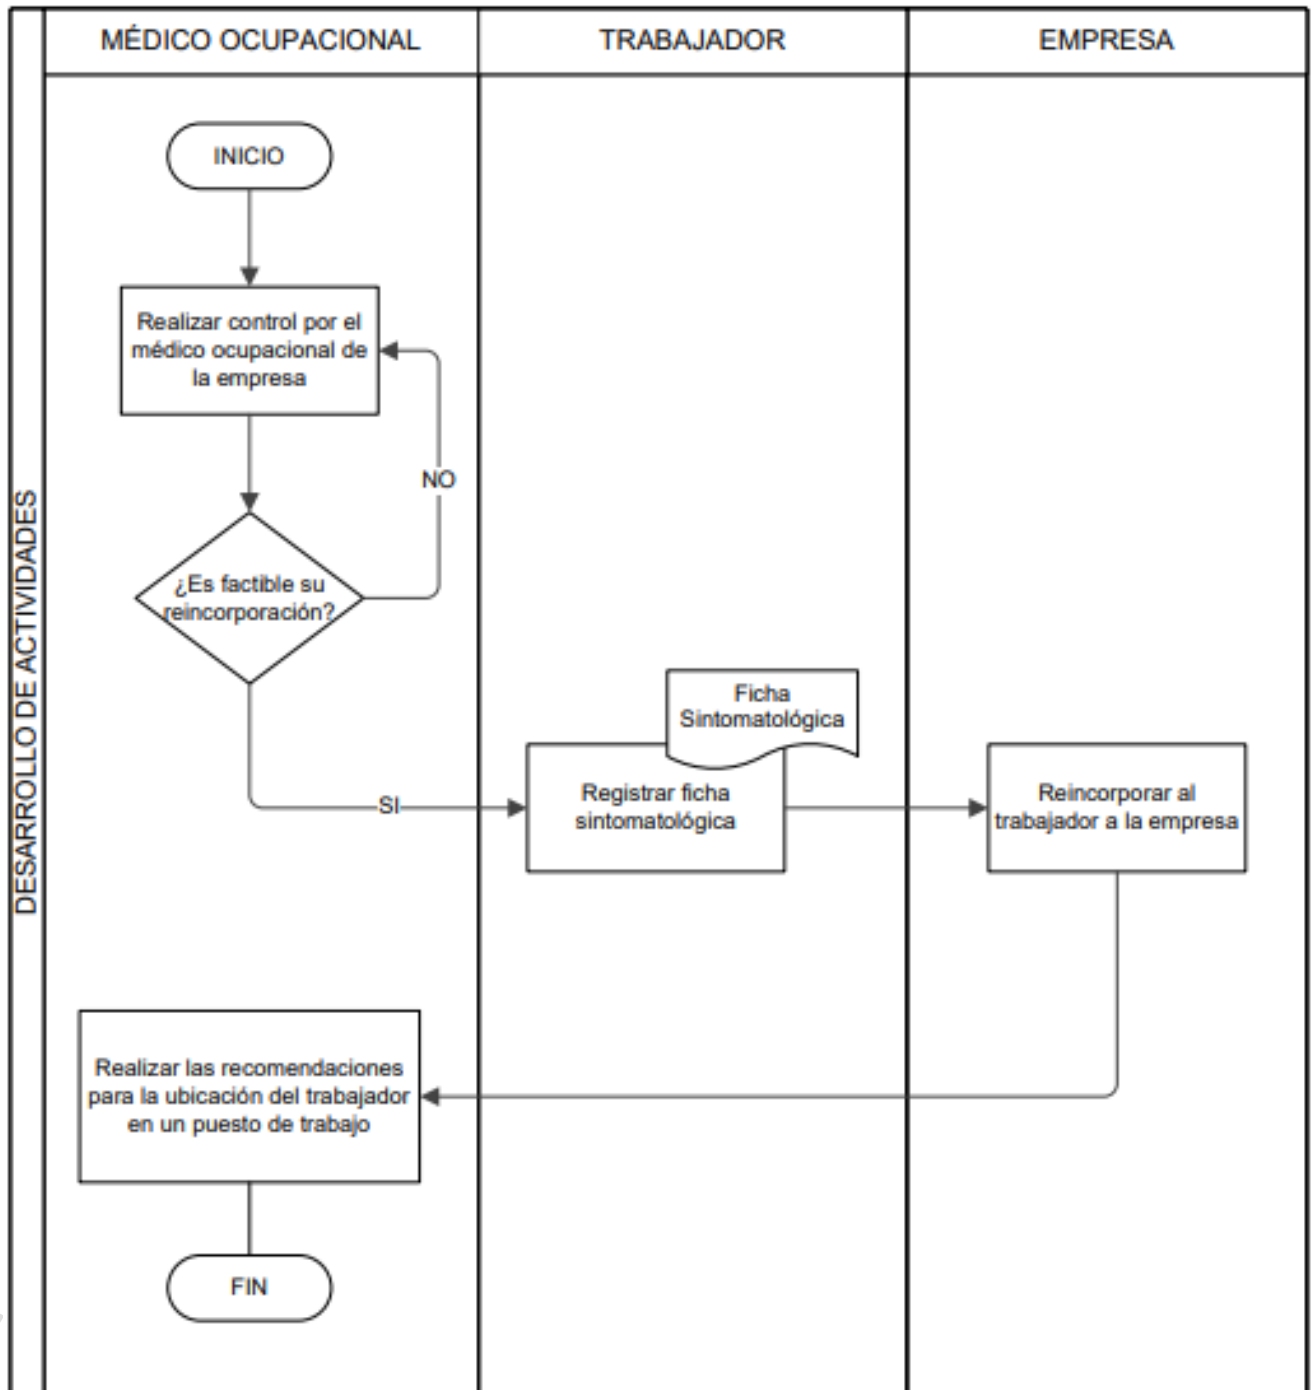 MÉDICO OCUPACIONAL
TRABAJADOR
EMPRESA
DESARROLLO DE ACTIVIDADES
INICIO
Realizar control por el
médico ocupacional de
la empresa
NO
¿Es factible su
reincorporación?
SI
Ficha
Sintomatológica
Registrar ficha
sintomatológica
Reincorporar al
trabajador a la empresa
Realizar las recomendaciones
para la ubicación del trabajador
en un puesto de trabajo
FIN